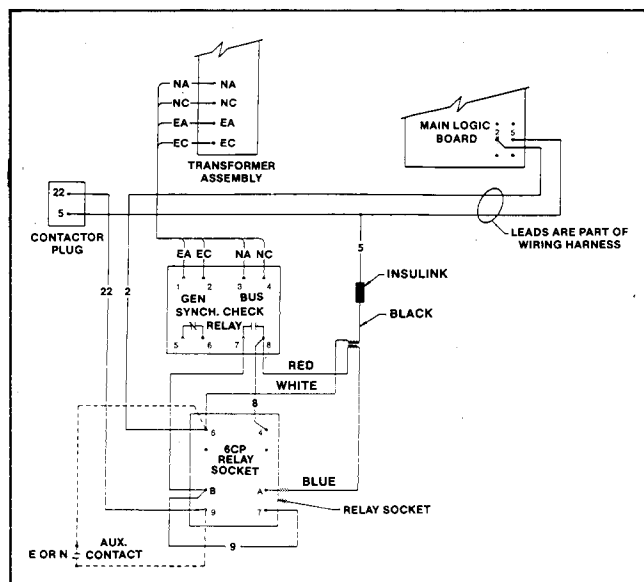 NA NA
NC NC
EA EA
EC EC
TRANSFORMER
ASSEMBLY
MAIN LOGIC
BOARD
2 5
22
5
CONTACTOR
PLUG
LEADS ARE PART OF
WIRING HARNESS
5
EA EC NA NC
1 2 3 4
GEN BUS
SYNCH. CHECK
RELAY
5 6 7 8
INSULINK
BLACK
22
2
RED
WHITE
8
6 4
6CP
RELAY
SOCKET
BLUE
B A
RELAY SOCKET
9 7
9
AUX.
CONTACT
E OR N